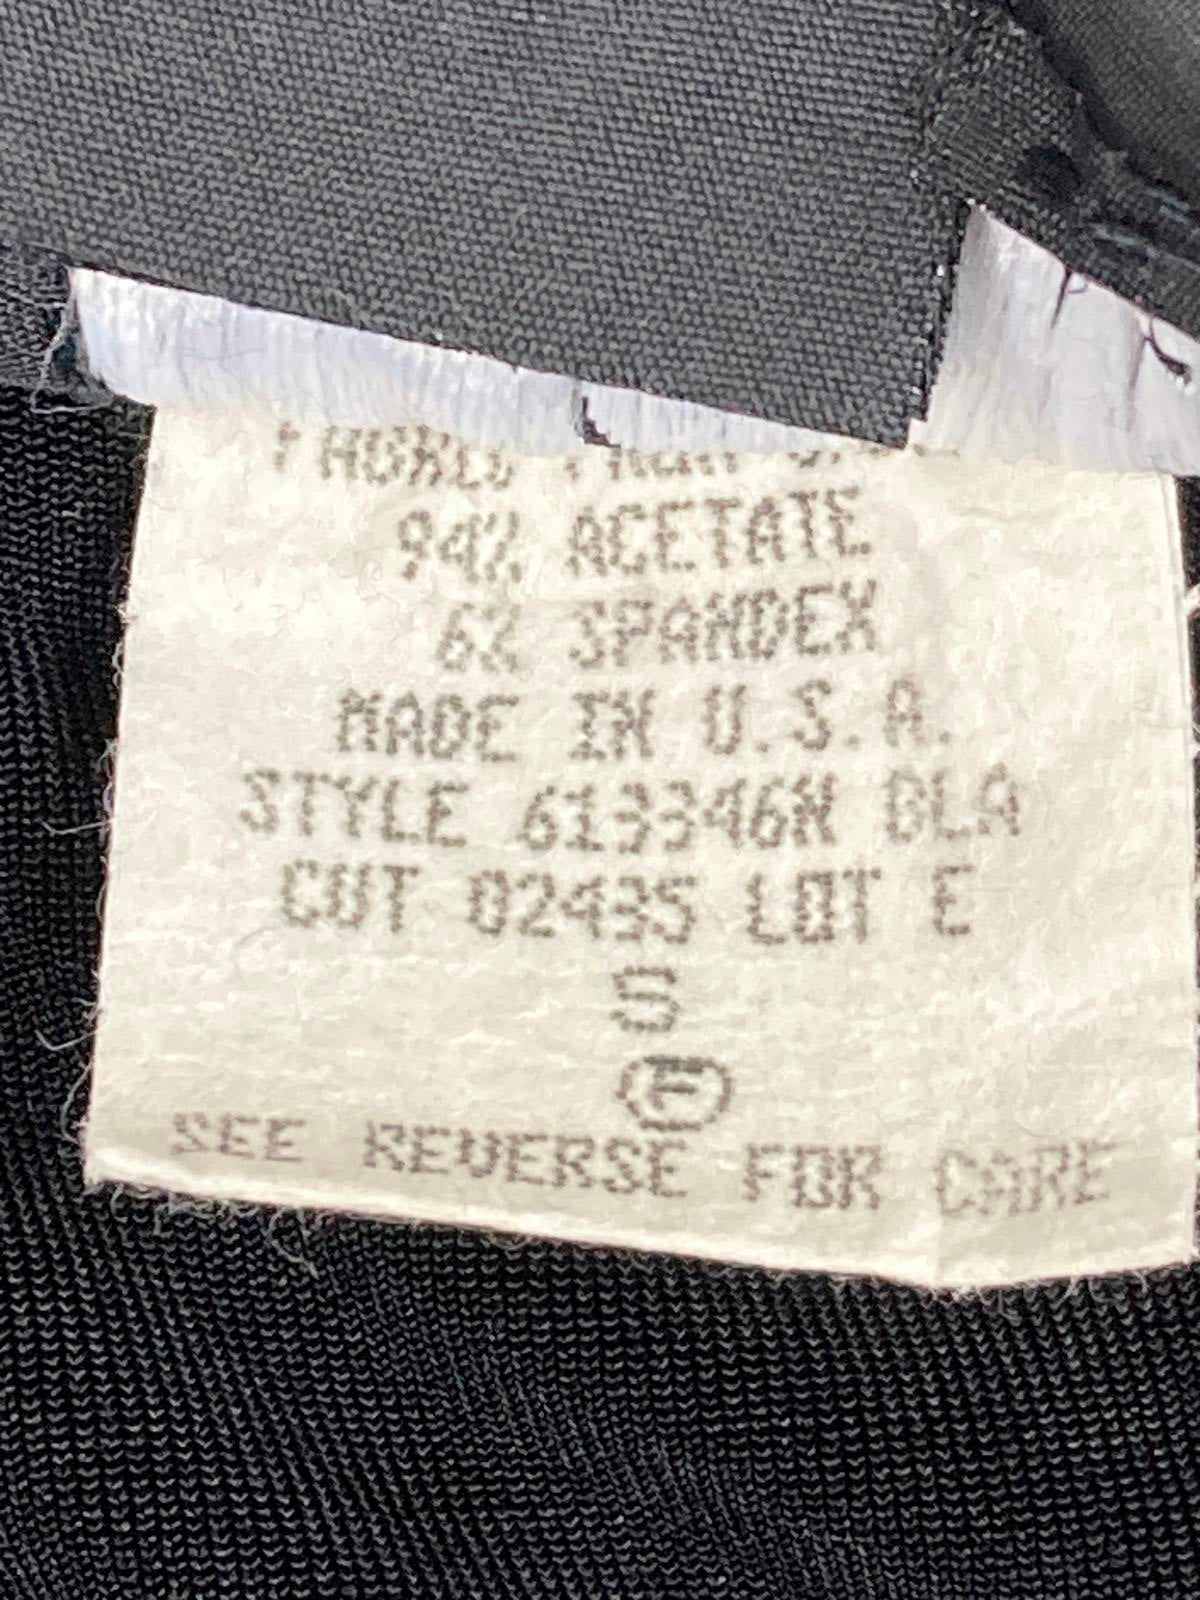 94% ACETATE
6% SPANDEX
MADE IN U.S.A.
STYLE 613346N BLA
CUT 02435 LOT E
S
F
SEE REVERSE FOR CARE